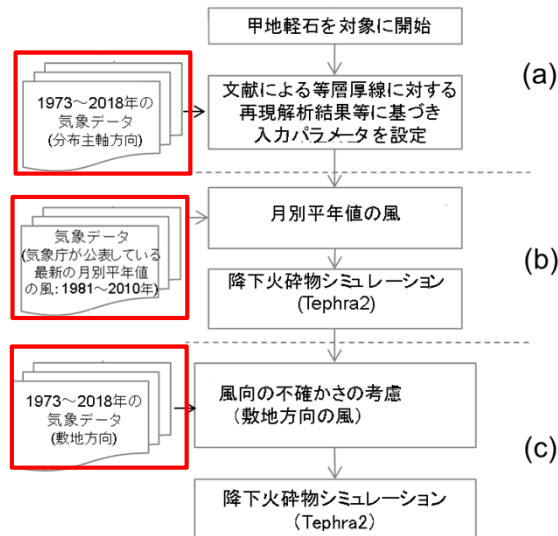 甲地軽石を対象に開始
(a)
1973～2018年の
気象データ
(分布主軸方向)
文献による等層厚線に対する
再現解析結果等に基づき
入力パラメータを設定
気象データ
(気象庁が公表している
最新の月別平年値
の風：1981～2010年)
月別平年値の風
(b)
降下火砕物シミュレーション
(Tephra2)
1973～2018年の
気象データ
(敷地方向)
風向の不確かさの考慮
（敷地方向の風）
(c)
降下火砕物シミュレーション
（Tephra2）